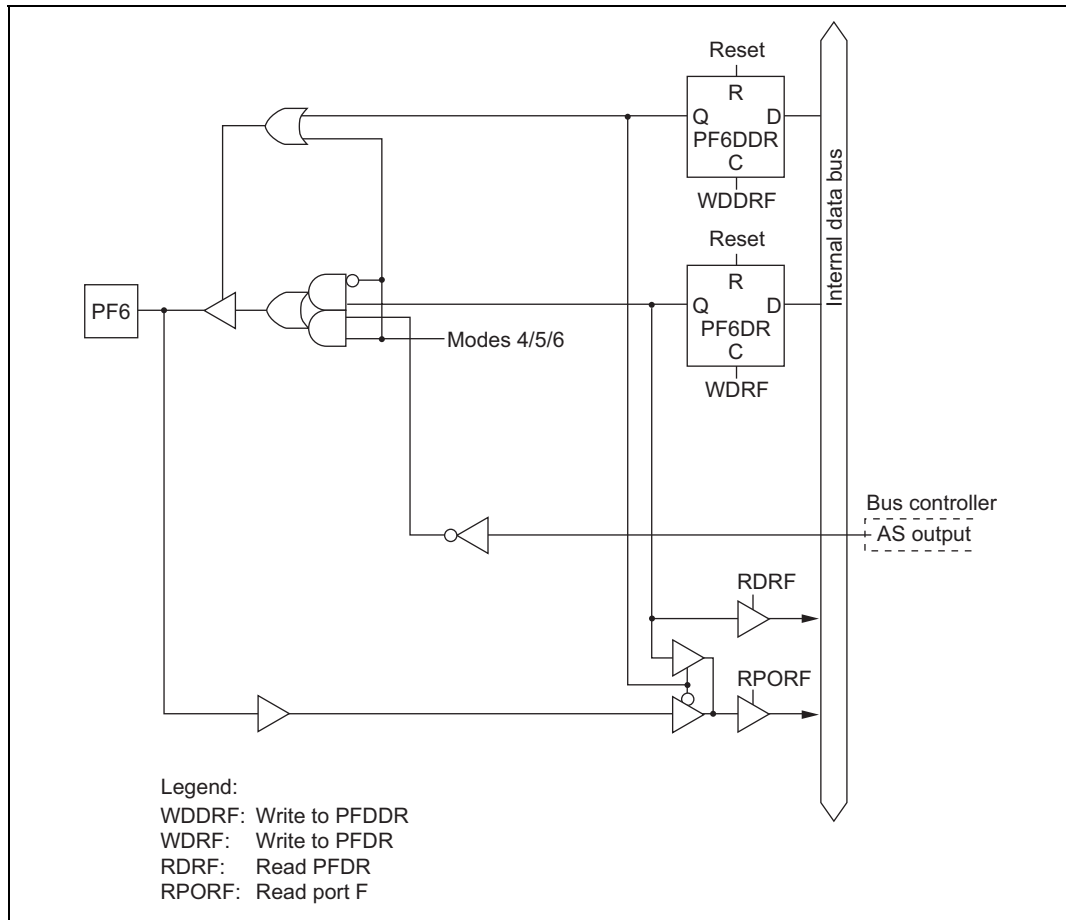 Reset
R
Q D
PF6DDR
C
WDDRF
Reset
R
Q D
PF6DR
C
WDRF
Internal data bus
PF6
Modes 4/5/6
Bus controller
AS output
RDRF
RPORF
Legend:
WDDRF: Write to PFDDR
WDRF: Write to PFDR
RDRF: Read PFDR
RPORF: Read port F